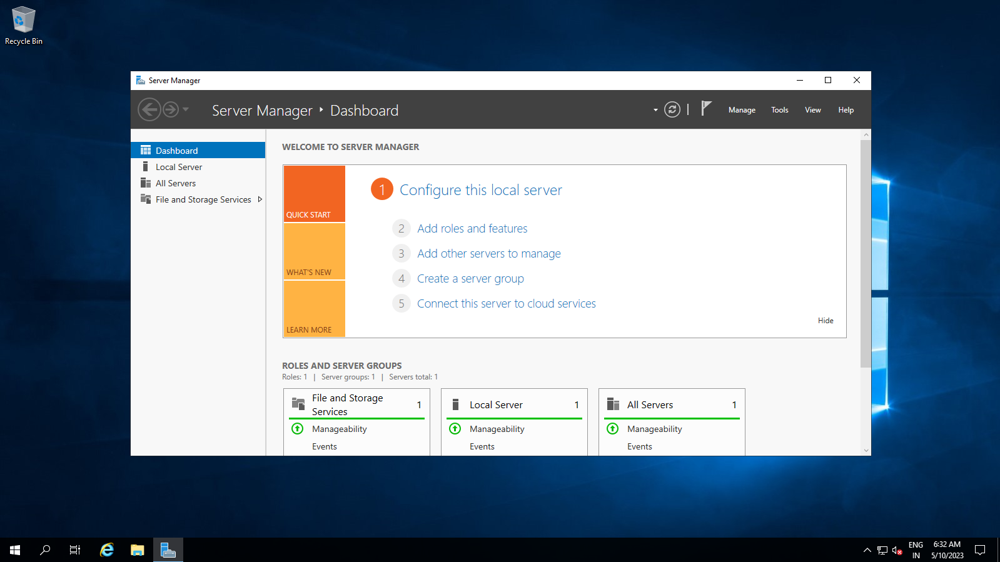 Recycle Bin
Server Manager
Server Manager Dashboard
Manage Tools View Help
Dashboard
Local Server
All Servers
File and Storage Services
WELCOME TO SERVER MANAGER
QUICK START
WHAT'S NEW
LEARN MORE
1 Configure this local server
2 Add roles and features
3 Add other servers to manage
4 Create a server group
5 Connect this server to cloud services
Hide
ROLES AND SERVER GROUPS
Roles: 1 | Server groups: 1 | Servers total: 1
File and Storage
Services 1
Manageability
Events
Local Server 1
Manageability
Events
All Servers 1
Manageability
Events
ENG
IN
6:32 AM
5/10/2023